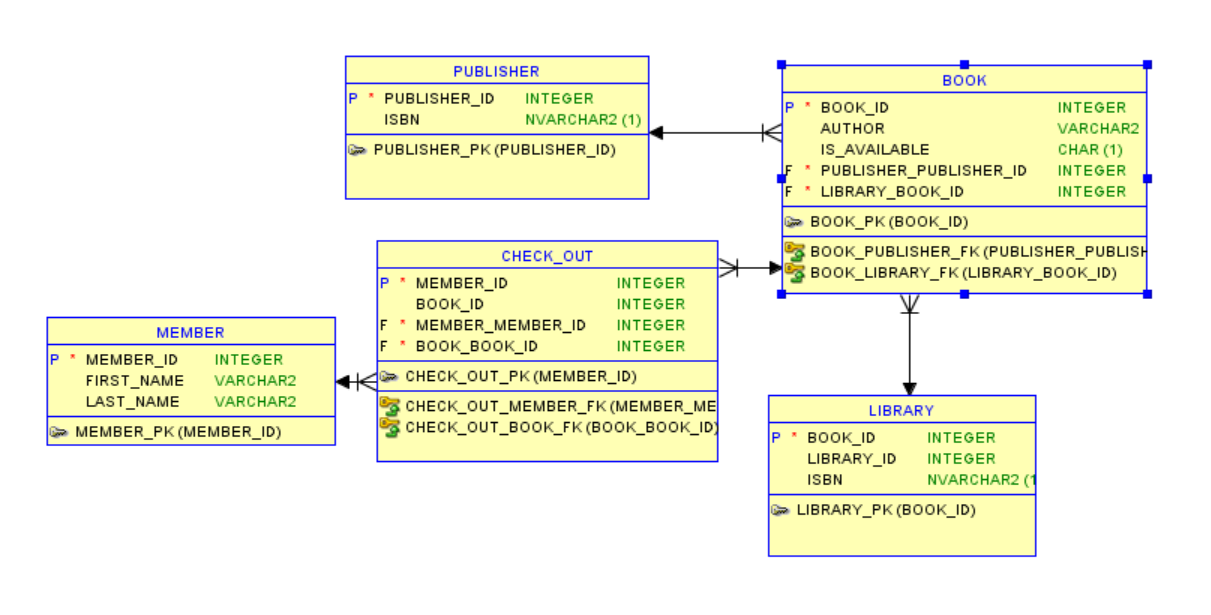 PUBLISHER
P * PUBLISHER_ID INTEGER
ISBN NVARCHAR2 (1)
PUBLISHER_PK (PUBLISHER_ID)
BOOK
P * BOOK_ID INTEGER
AUTHOR VARCHAR2
IS_AVAILABLE CHAR (1)
F * PUBLISHER_PUBLISHER_ID INTEGER
F * LIBRARY_BOOK_ID INTEGER
BOOK_PK (BOOK_ID)
BOOK_PUBLISHER_FK (PUBLISHER_PUBLISH
BOOK_LIBRARY_FK (LIBRARY_BOOK_ID)
CHECK_OUT
P * MEMBER_ID INTEGER
BOOK_ID INTEGER
F * MEMBER_MEMBER_ID INTEGER
F * BOOK_BOOK_ID INTEGER
CHECK_OUT_PK (MEMBER_ID)
CHECK_OUT_MEMBER_FK (MEMBER_ME
CHECK_OUT_BOOK_FK (BOOK_BOOK_ID)
MEMBER
P * MEMBER_ID INTEGER
FIRST_NAME VARCHAR2
LAST_NAME VARCHAR2
MEMBER_PK (MEMBER_ID)
LIBRARY
P * BOOK_ID INTEGER
LIBRARY_ID INTEGER
ISBN NVARCHAR2 (1
LIBRARY_PK (BOOK_ID)